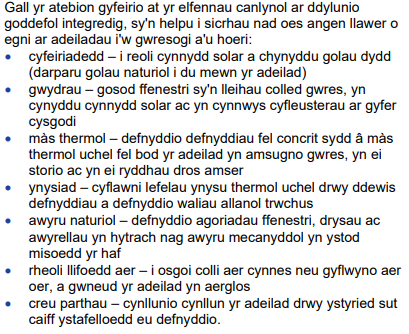 Gall yr atebion gyfeirio at yr elfennau canlynol ar ddylunio
goddefol integredig, sy'n helpu i sicrhau nad oes angen llawer o
egni ar adeiladau i'w gwresogi a'u hoeri:
• cyfeiriadedd – i reoli cynnydd solar a chynyddu golau dydd
(darparu golau naturiol i du mewn yr adeilad)
• gwydrau – gosod ffenestri sy'n lleihau colled gwres, yn
cynyddu cynnydd solar ac yn cynnwys cyfleusterau ar gyfer
cysgodi
• màs thermol – defnyddio defnyddiau fel concrit sydd â màs
thermol uchel fel bod yr adeilad yn amsugno gwres, yn ei
storio ac yn ei ryddhau dros amser
• ynysiad – cyflawni lefelau ynysu thermol uchel drwy ddewis
defnyddiau a defnyddio waliau allanol trwchus
• awyru naturiol – defnyddio agoriadau ffenestri, drysau ac
awyrellau yn hytrach nag awyru mecanyddol yn ystod
misoedd yr haf
• rheoli llifoedd aer – i osgoi colli aer cynnes neu gyflwyno aer
oer, a gwneud yr adeilad yn aerglos
• creu parthau – cynllunio cynllun yr adeilad drwy ystyried sut
caiff ystafelloedd eu defnyddio.